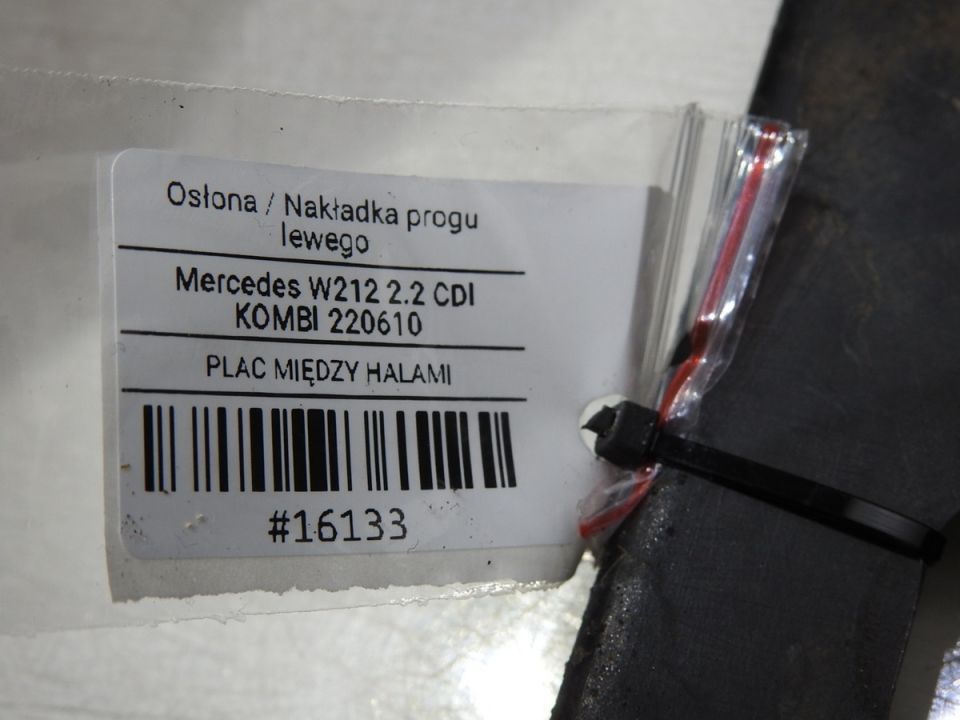 Osłona / Nakładka progu
lewego
Mercedes W212 2.2 CDI
KOMBI 220610
PLAC MIĘDZY HALAMI
#16133